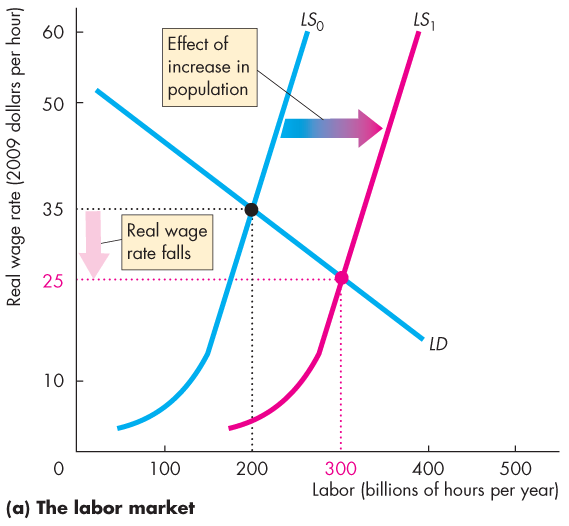 Real wage rate (2009 dollars per hour)
60
50
35
25
10
0
LS0
LS1
Effect of
increase in
population
Real wage
rate falls
LD
100
200
300
400
500
Labor (billions of hours per year)
(a) The labor market